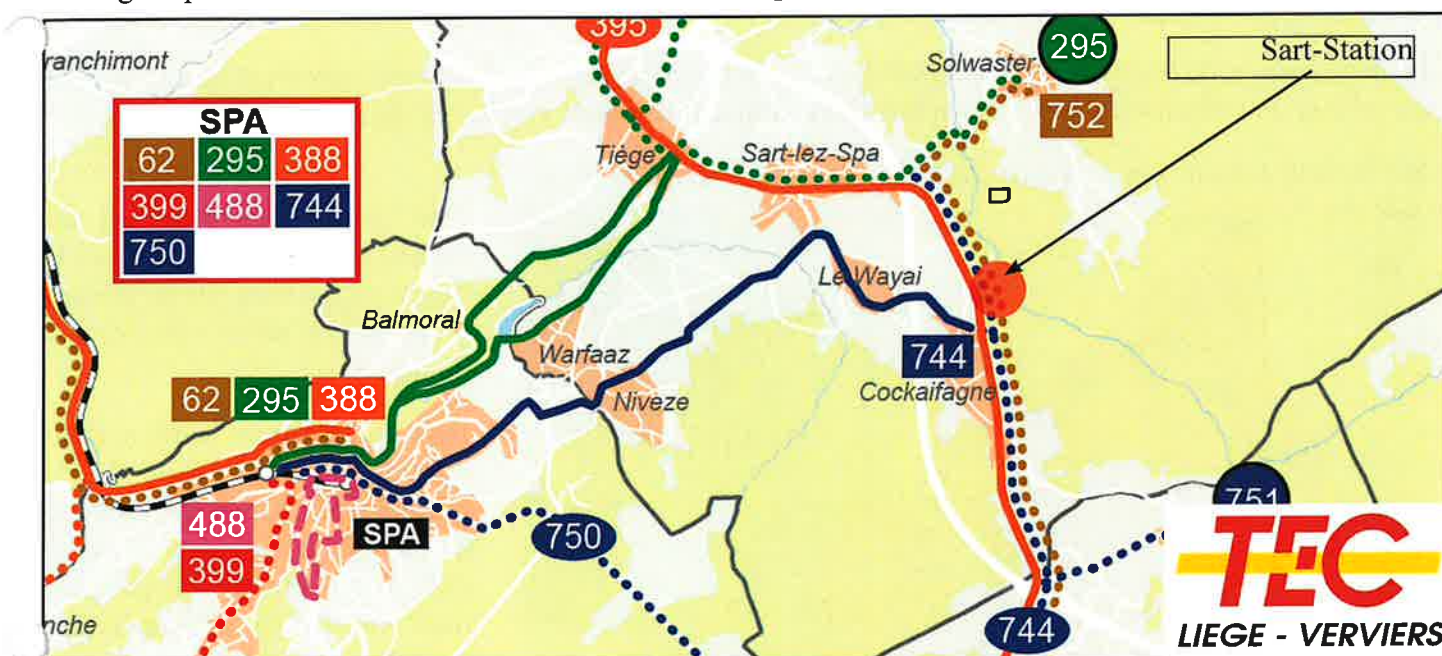 395
ranchimont
Solwaster
295
Sart-Station
752
SPA
62 295 388
399 488 744
750
Tiège
Sart-lez-Spa
Le Wayai
Balmoral
Warfaaz
744
Cockaifagne
62 295 388
Niveze
488
SPA
399
750
751
TEC
LIEGE - VERVIERS
nche
744